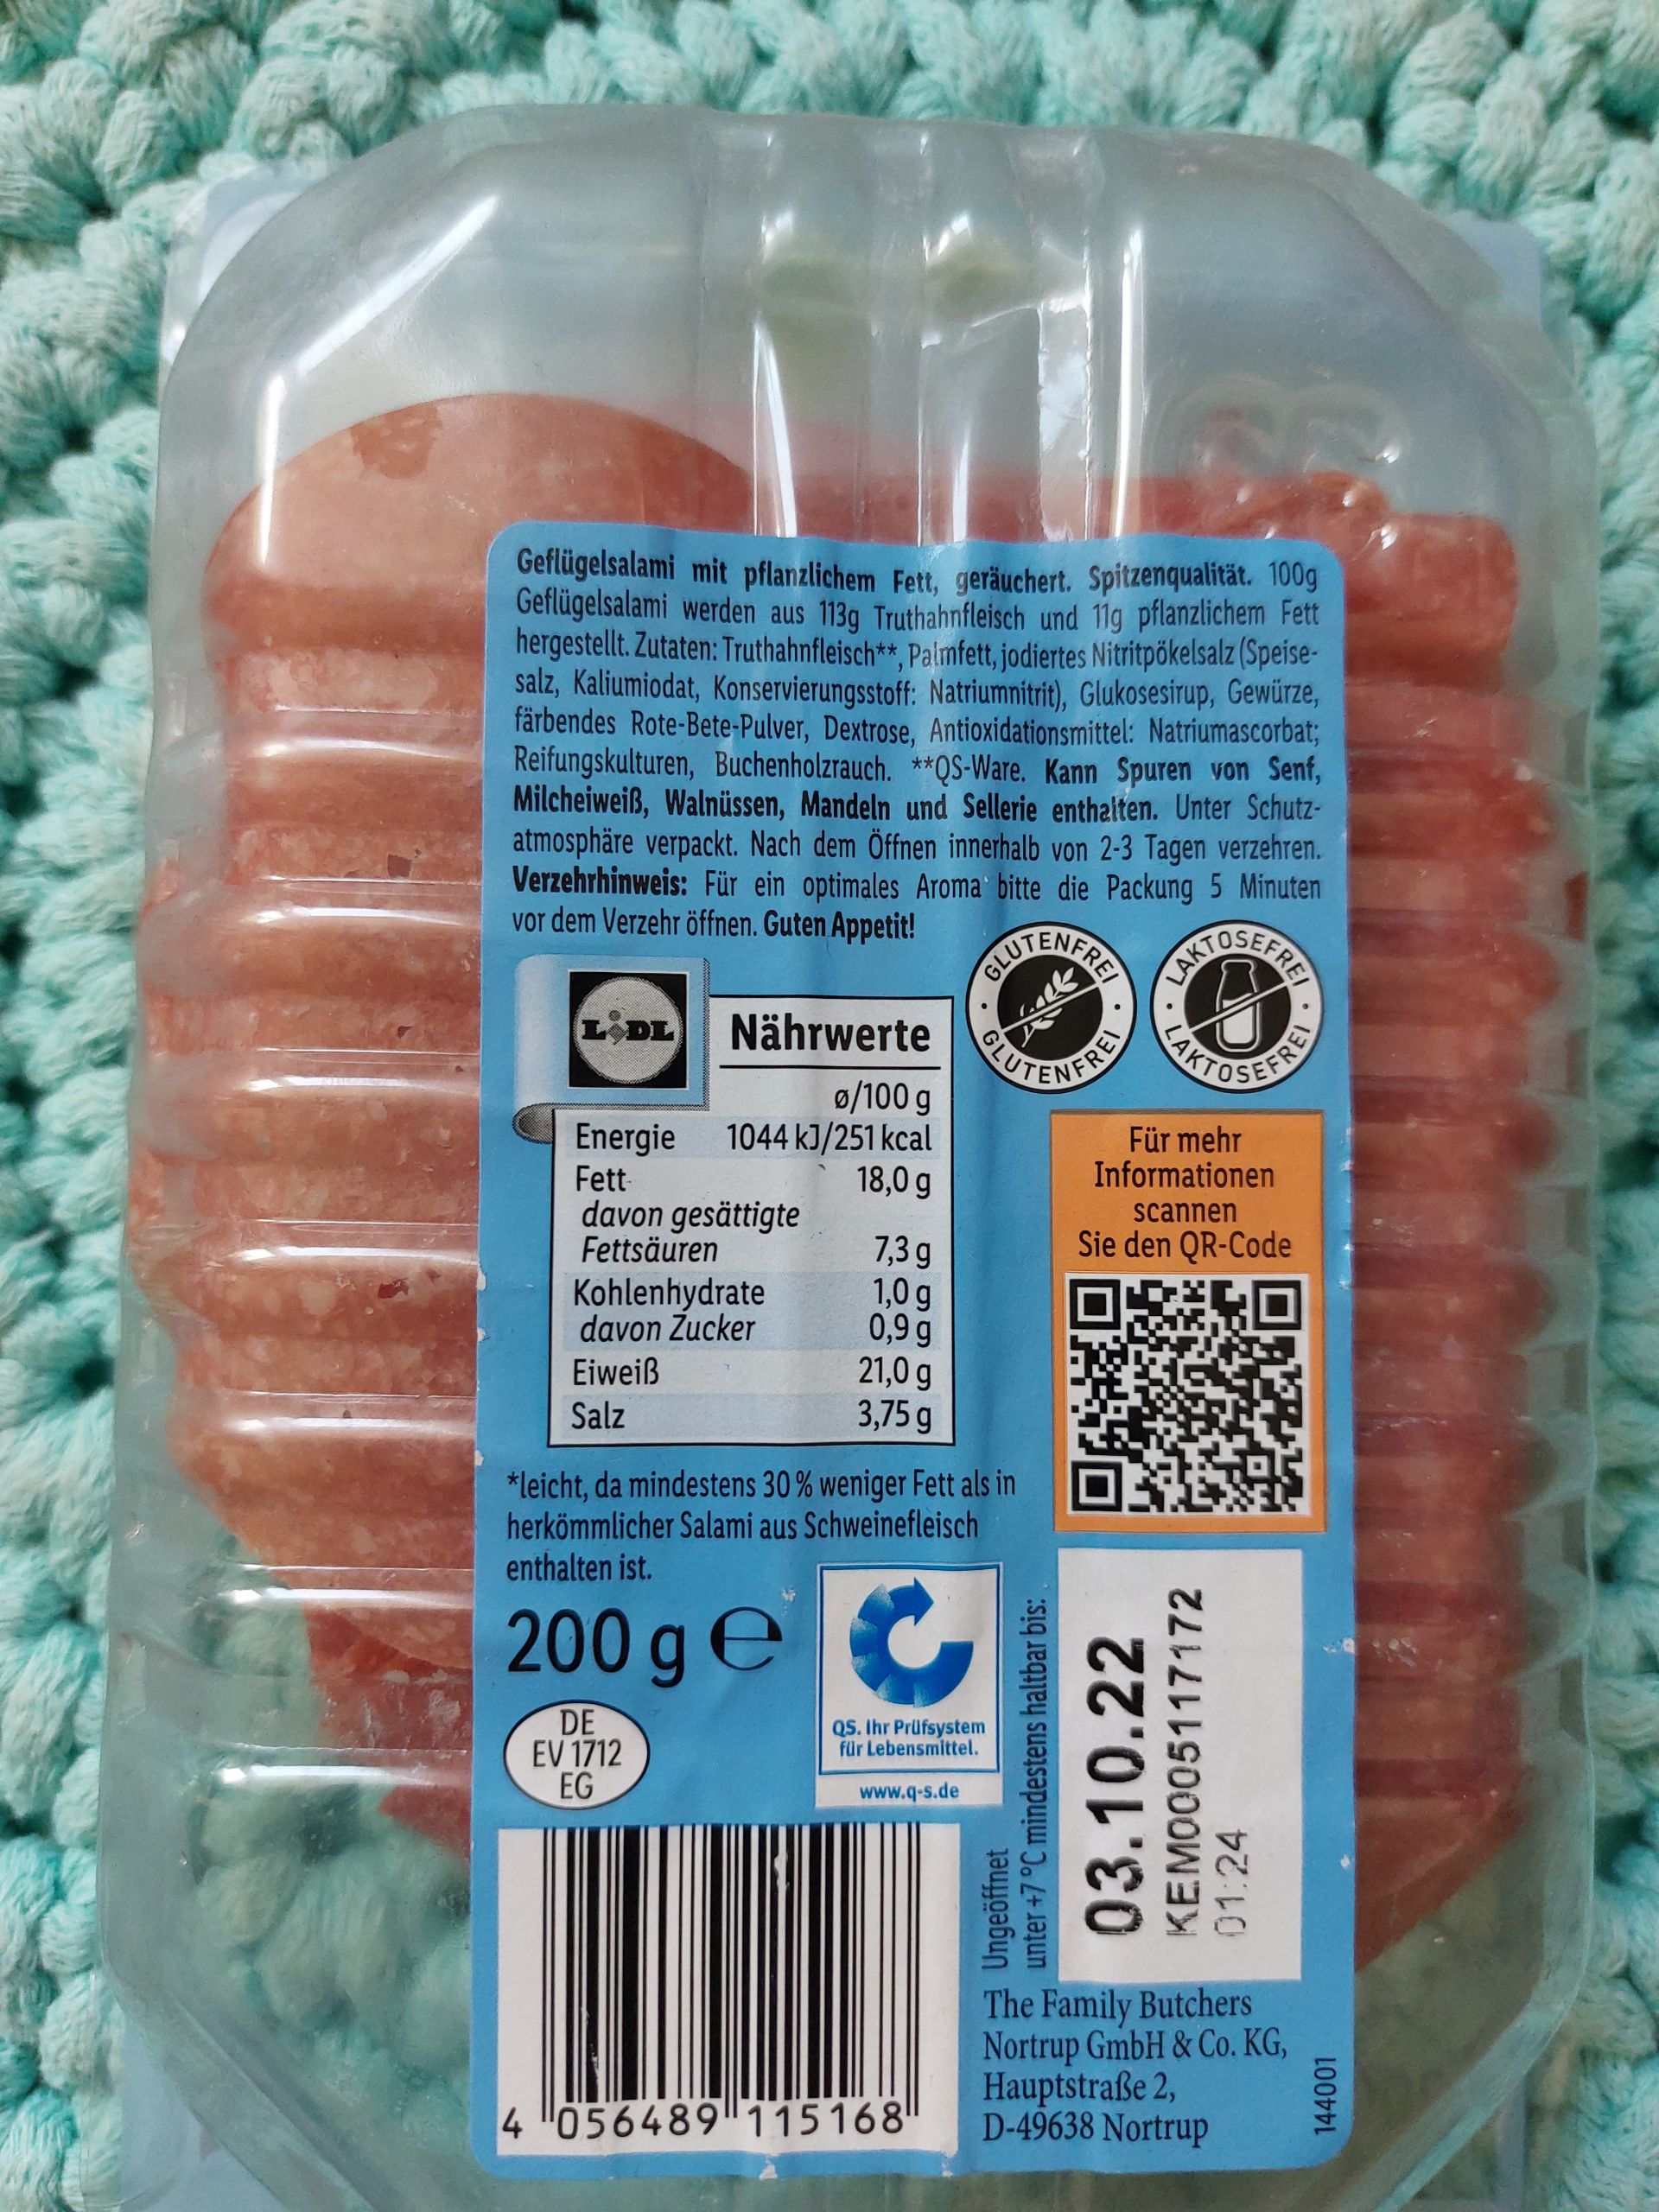 Geflügelsalami mit pflanzlichem Fett, geräuchert. Spitzenqualität. 100g
Geflügelsalami werden aus 113g Truthahnfleisch und 11g pflanzlichem Fett
hergestellt. Zutaten: Truthahnfleisch**, Palmfett, jodiertes Nitritpökelsalz (Speise-
salz, Kaliumiodat, Konservierungsstoff: Natriumnitrit), Glukosesirup, Gewürze,
färbendes Rote-Bete-Pulver, Dextrose, Antioxidationsmittel: Natriumascorbat;
Reifungskulturen, Buchenholzrauch. **QS-Ware. Kann Spuren von Senf,
Milcheiweiß, Walnüssen, Mandeln und Sellerie enthalten. Unter Schutz-
atmosphäre verpackt. Nach dem Öffnen innerhalb von 2-3 Tagen verzehren.
Verzehrhinweis: Für ein optimales Aroma bitte die Packung 5 Minuten
vor dem Verzehr öffnen. Guten Appetit!
GLUTENFREI
GLUTENFREI
LAKTOSEFREI
LAKTOSEFREI
LIDL
Nährwerte
ø/100 g
Energie 1044 kJ/251 kcal
Fett 18,0 g
davon gesättigte
Fettsäuren 7,3 g
Kohlenhydrate 1,0 g
davon Zucker 0,9 g
Eiweiß 21,0 g
Salz 3,75 g
Für mehr
Informationen
scannen
Sie den QR-Code
*leicht, da mindestens 30 % weniger Fett als in
herkömmlicher Salami aus Schweinefleisch
enthalten ist.
200 g ℮
DE
EV 1712
EG
QS. Ihr Prüfsystem
für Lebensmittel.
www.q-s.de
Ungeöffnet
unter +7 °C mindestens haltbar bis:
03.10.22
KEM0005117172
01:24
4 056489 115168
The Family Butchers
Nortrup GmbH & Co. KG,
Hauptstraße 2,
D-49638 Nortrup
144001